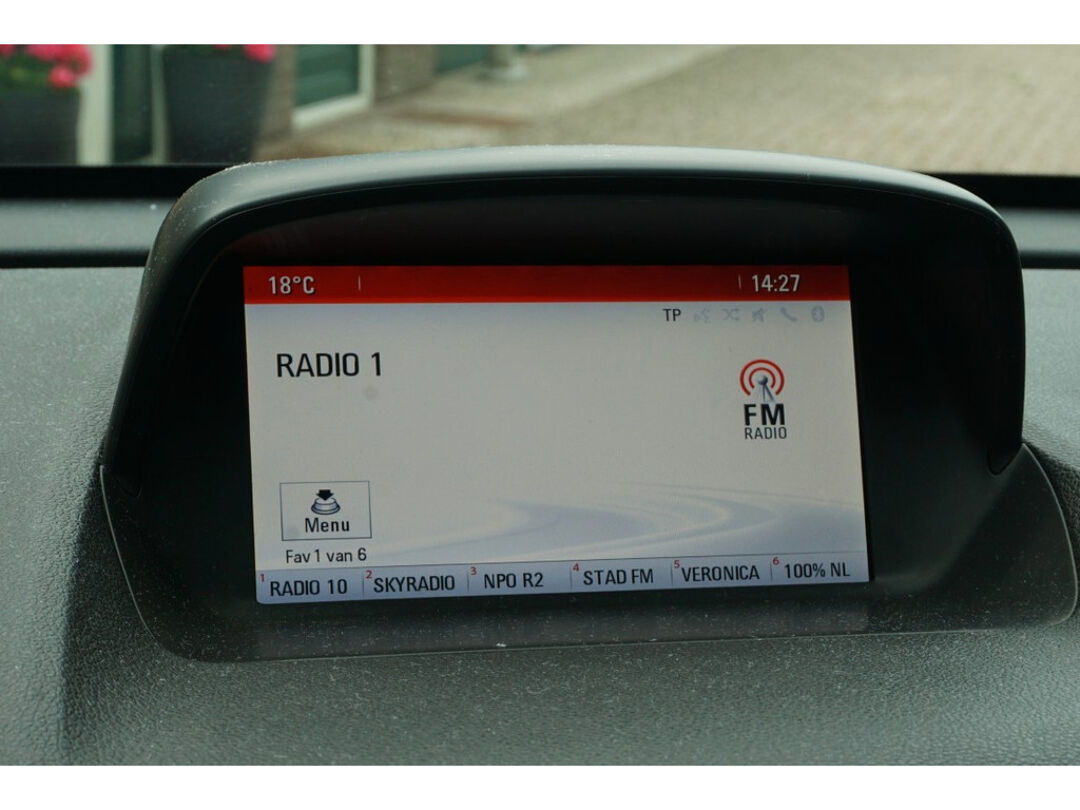 18°C 14:27
TP
RADIO 1
FM
RADIO
Menu
Fav 1 van 6
1 RADIO 10 2 SKYRADIO 3 NPO R2 4 STAD FM 5 VERONICA 6 100% NL